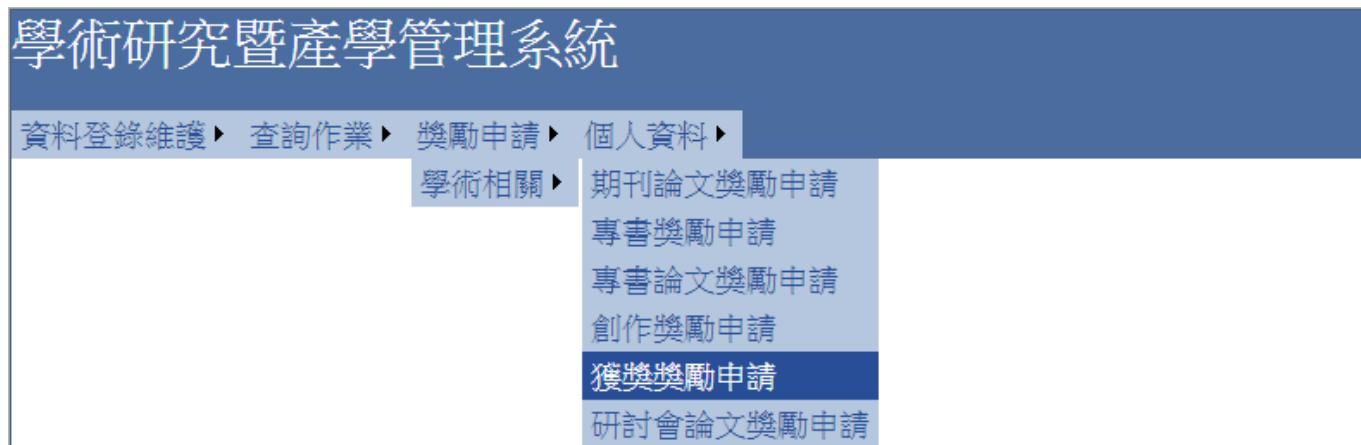 學術研究暨產學管理系統
資料登錄維護 查詢作業 獎勵申請 個人資料
學術相關 期刊論文獎勵申請
專書獎勵申請
專書論文獎勵申請
創作獎勵申請
獲獎獎勵申請
研討會論文獎勵申請